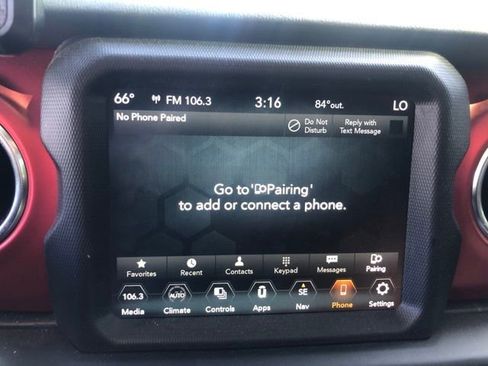 66° FM 106.3 3:16 84°out. LO
No Phone Paired Do Not Disturb Reply with Text Message
Go to 'Pairing'
to add or connect a phone.
Favorites Recent Contacts Keypad Messages Pairing
106.3 AUTO SE
Media Climate Controls Apps Nav Phone Settings